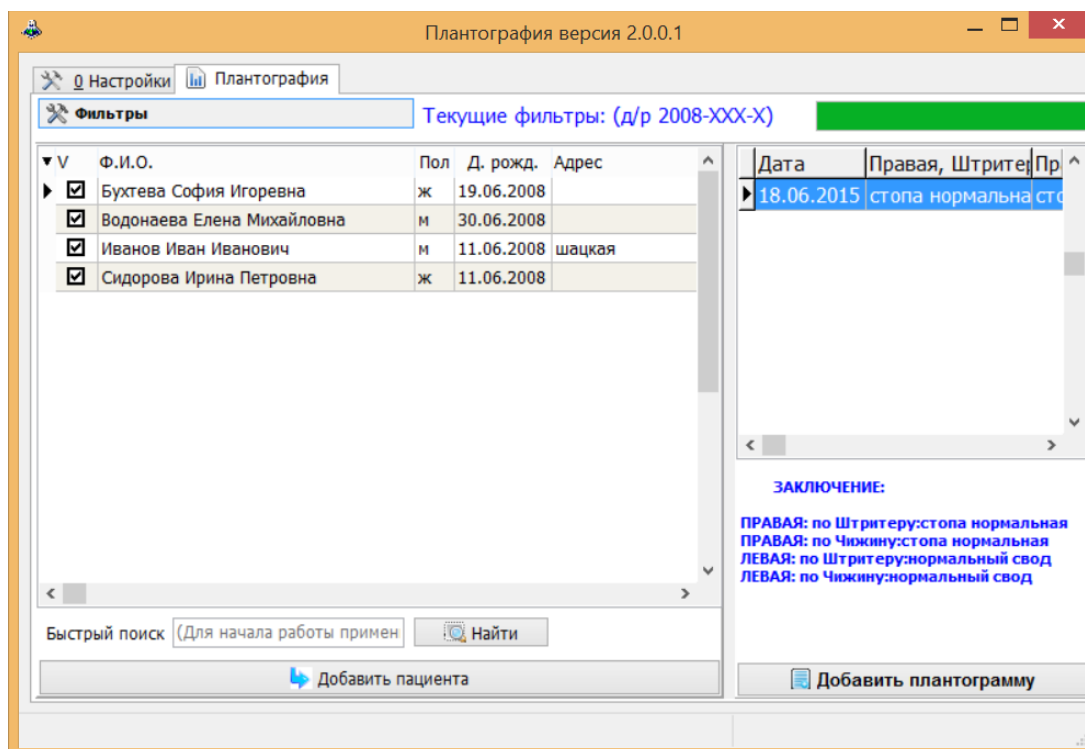 Плантография версия 2.0.0.1
0 Настройки Плантография
Фильтры Текущие фильтры: (д/р 2008-XXX-X)
V Ф.И.О. Пол Д. рожд. Адрес
Бухтева София Игоревна ж 19.06.2008
Водонаева Елена Михайловна м 30.06.2008
Иванов Иван Иванович м 11.06.2008 шацкая
Сидорова Ирина Петровна ж 11.06.2008
Дата Правая, Штритер Пр
18.06.2015 стопа нормальна сто
ЗАКЛЮЧЕНИЕ:
ПРАВАЯ: по Штритеру:стопа нормальная
ПРАВАЯ: по Чижину:стопа нормальная
ЛЕВАЯ: по Штритеру:нормальный свод
ЛЕВАЯ: по Чижину:нормальный свод
Быстрый поиск (Для начала работы примен Найти
Добавить пациента
Добавить плантограмму